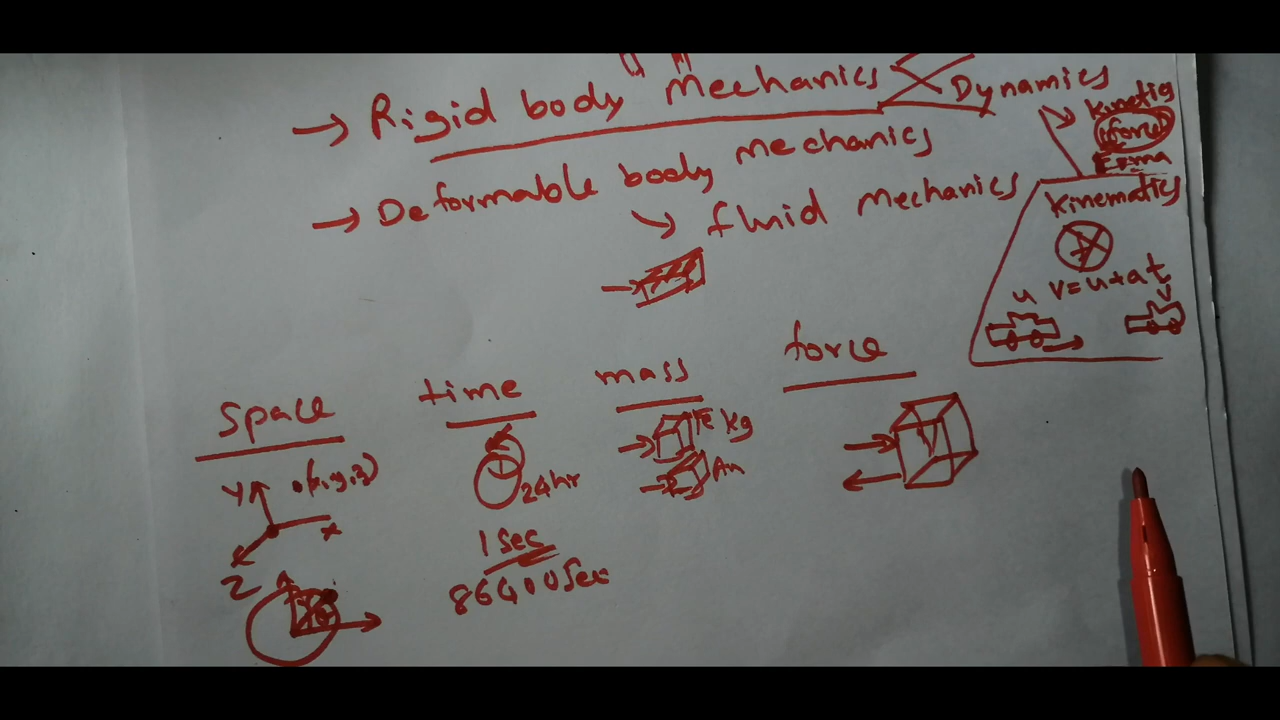 → Rigid body Mechanics
Dynamics
kinetics
force
F=ma
→ Deformable body mechanics
→ fluid Mechanics
kinematics
V=u+at
u
V
Space
time
mass
force
Y
(x,y,z)
x
Z
24hr
kg
1 Sec
86400 Sec